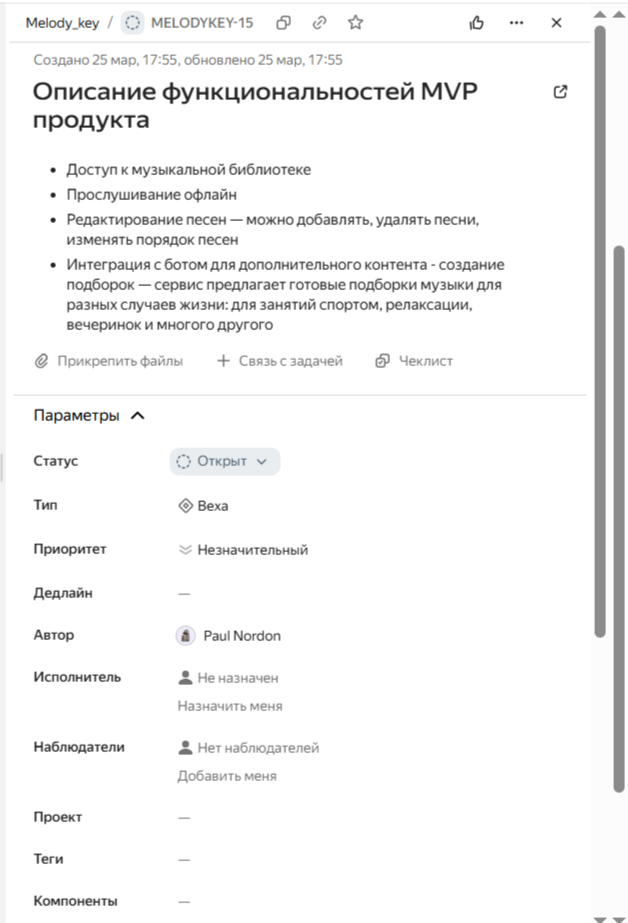 Melody_key / MELODYKEY-15
Создано 25 мар, 17:55, обновлено 25 мар, 17:55
Описание функциональностей MVP
продукта
• Доступ к музыкальной библиотеке
• Прослушивание офлайн
• Редактирование песен — можно добавлять, удалять песни,
изменять порядок песен
• Интеграция с ботом для дополнительного контента - создание
подборок — сервис предлагает готовые подборки музыки для
разных случаев жизни: для занятий спортом, релаксации,
вечеринок и многого другого
Прикрепить файлы + Связь с задачей Чеклист
Параметры
Статус Открыт
Тип Веха
Приоритет Незначительный
Дедлайн —
Автор Paul Nordon
Исполнитель Не назначен
Назначить меня
Наблюдатели Нет наблюдателей
Добавить меня
Проект —
Теги —
Компоненты —